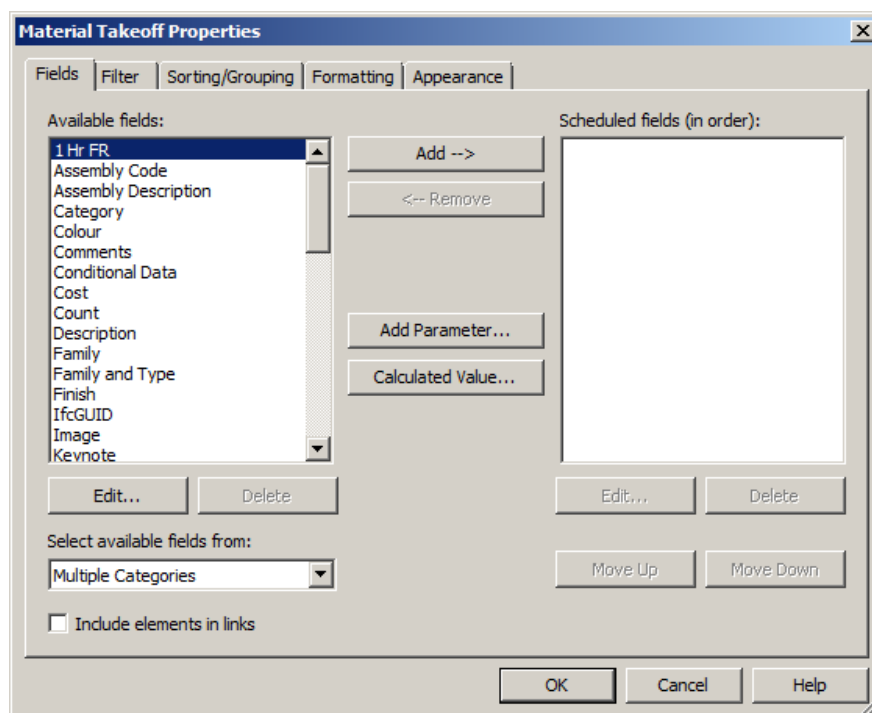 Material Takeoff Properties
Fields Filter Sorting/Grouping Formatting Appearance
Available fields:
Scheduled fields (in order):
1 Hr FR
Assembly Code
Assembly Description
Category
Colour
Comments
Conditional Data
Cost
Count
Description
Family
Family and Type
Finish
IfcGUID
Image
Keynote
Add -->
<-- Remove
Add Parameter...
Calculated Value...
Edit... Delete
Edit... Delete
Select available fields from:
Multiple Categories
Move Up Move Down
Include elements in links
OK Cancel Help